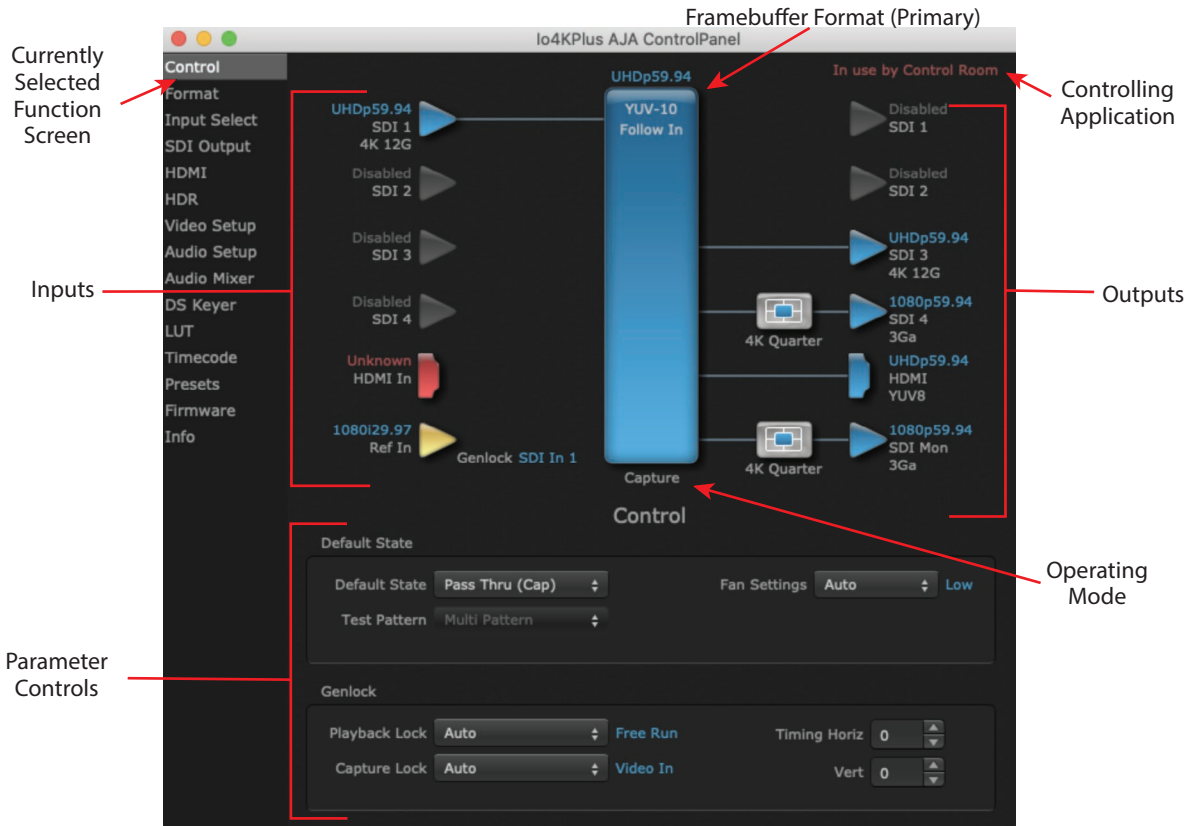 Framebuffer Format (Primary)
Currently
Selected
Function
Screen
Controlling
Application
Inputs
Outputs
Operating
Mode
Parameter
Controls
Io4KPlus AJA ControlPanel
Control
Format
Input Select
SDI Output
HDMI
HDR
Video Setup
Audio Setup
Audio Mixer
DS Keyer
LUT
Timecode
Presets
Firmware
Info
UHDp59.94
In use by Control Room
UHDp59.94
SDI 1
4K 12G
Disabled
SDI 2
Disabled
SDI 3
Disabled
SDI 4
Unknown
HDMI In
1080i29.97
Ref In
Genlock SDI In 1
YUV-10
Follow In
Capture
Disabled
SDI 1
Disabled
SDI 2
UHDp59.94
SDI 3
4K 12G
4K Quarter
1080p59.94
SDI 4
3Ga
UHDp59.94
HDMI
YUV8
4K Quarter
1080p59.94
SDI Mon
3Ga
Control
Default State
Default State Pass Thru (Cap) Fan Settings Auto Low
Test Pattern Multi Pattern
Genlock
Playback Lock Auto Free Run Timing Horiz 0
Capture Lock Auto Video In Vert 0